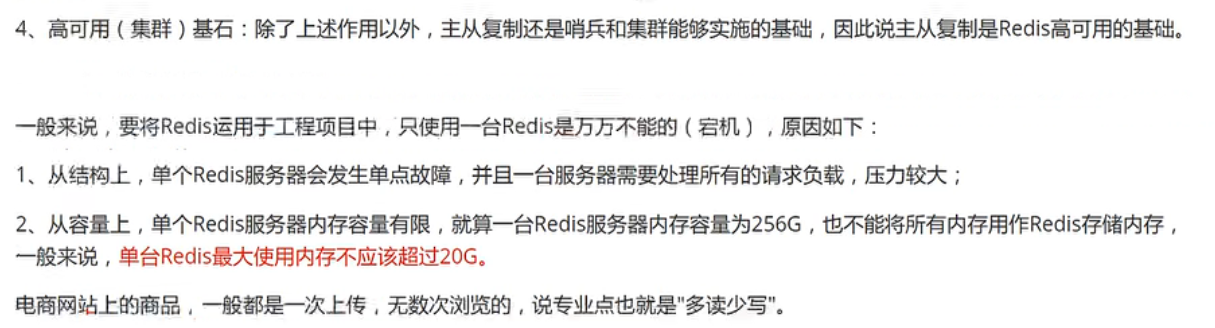 4、高可用（集群）基石：除了上述作用以外，主从复制还是哨兵和集群能够实施的基础，因此说主从复制是Redis高可用的基础。
一般来说，要将Redis运用于工程项目中，只使用一台Redis是万万不能的（宕机），原因如下：
1、从结构上，单个Redis服务器会发生单点故障，并且一台服务器需要处理所有的请求负载，压力较大；
2、从容量上，单个Redis服务器内存容量有限，就算一台Redis服务器内存容量为256G，也不能将所有内存用作Redis存储内存，
一般来说，单台Redis最大使用内存不应该超过20G。
电商网站上的商品，一般都是一次上传，无数次浏览的，说专业点也就是"多读少写"。